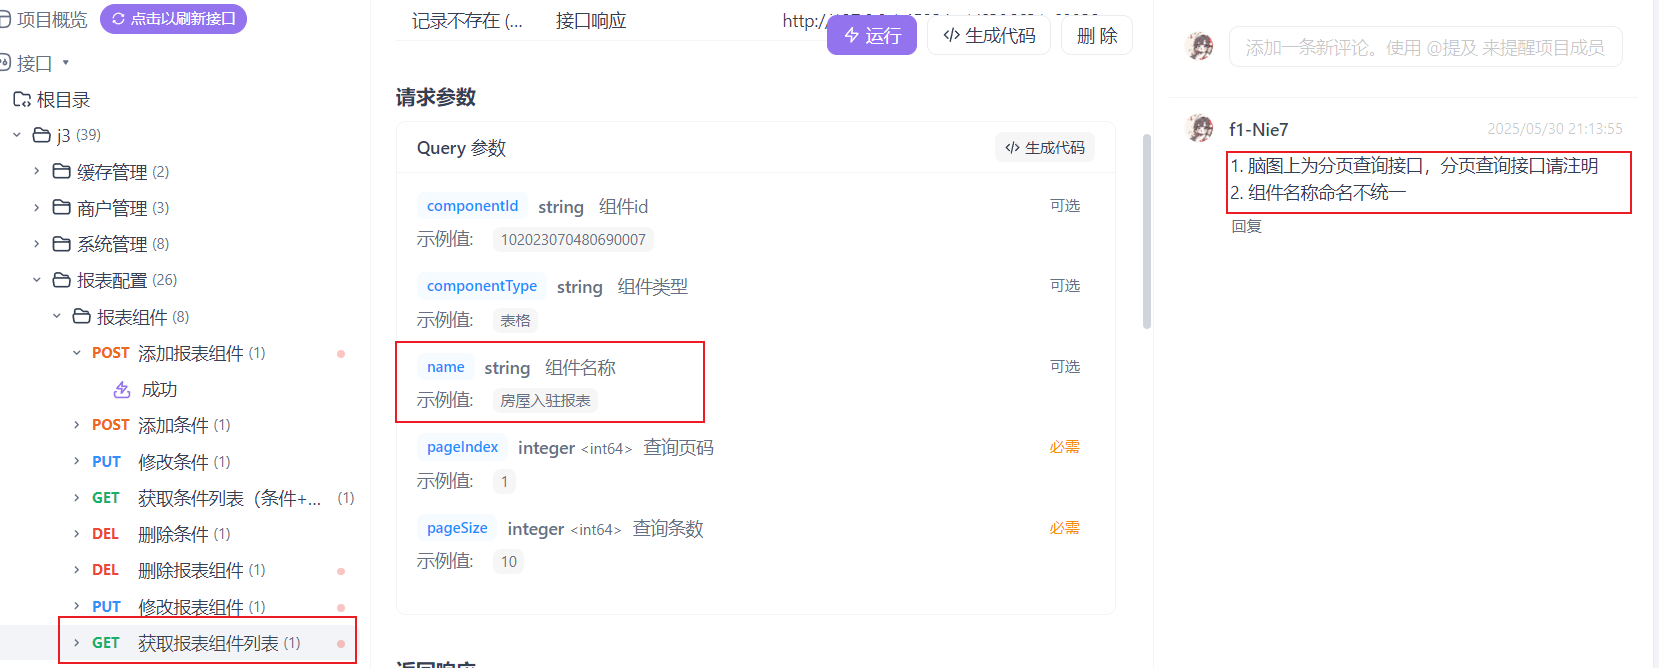 项目概览
点击以刷新接口
接口
根目录
j3 (39)
缓存管理 (2)
商户管理 (3)
系统管理 (8)
报表配置 (26)
报表组件 (8)
POST 添加报表组件 (1)
成功
POST 添加条件 (1)
PUT 修改条件 (1)
GET 获取条件列表（条件+... (1)
DEL 删除条件 (1)
DEL 删除报表组件 (1)
PUT 修改报表组件 (1)
GET 获取报表组件列表 (1)
记录不存在 (... 接口响应 http:/
运行 生成代码 删 除
请求参数
Query 参数 生成代码
componentId string 组件id 可选
示例值: 102023070480690007
componentType string 组件类型 可选
示例值: 表格
name string 组件名称 可选
示例值: 房屋入驻报表
pageIndex integer <int64> 查询页码 必需
示例值: 1
pageSize integer <int64> 查询条数 必需
示例值: 10
返回响应
添加一条新评论。使用 @提及 来提醒项目成员
f1-Nie7 2025/05/30 21:13:55
1. 脑图上为分页查询接口，分页查询接口请注明
2. 组件名称命名不统一
回复